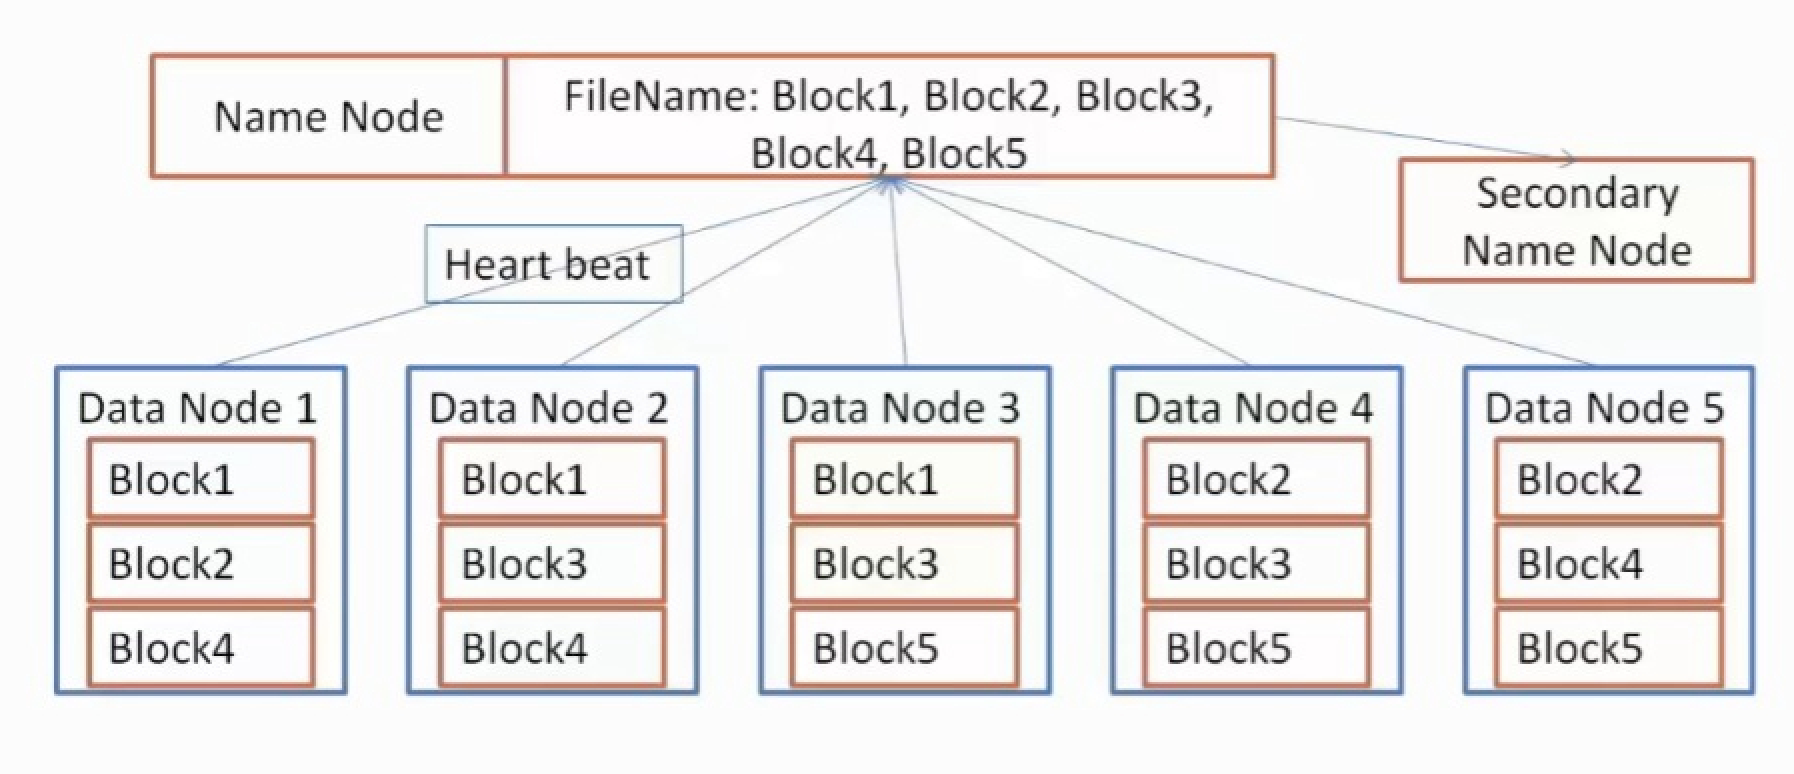 Name Node
FileName: Block1, Block2, Block3,
Block4, Block5
Secondary
Name Node
Heart beat
Data Node 1
Block1
Block2
Block4
Data Node 2
Block1
Block3
Block4
Data Node 3
Block1
Block3
Block5
Data Node 4
Block2
Block3
Block5
Data Node 5
Block2
Block4
Block5